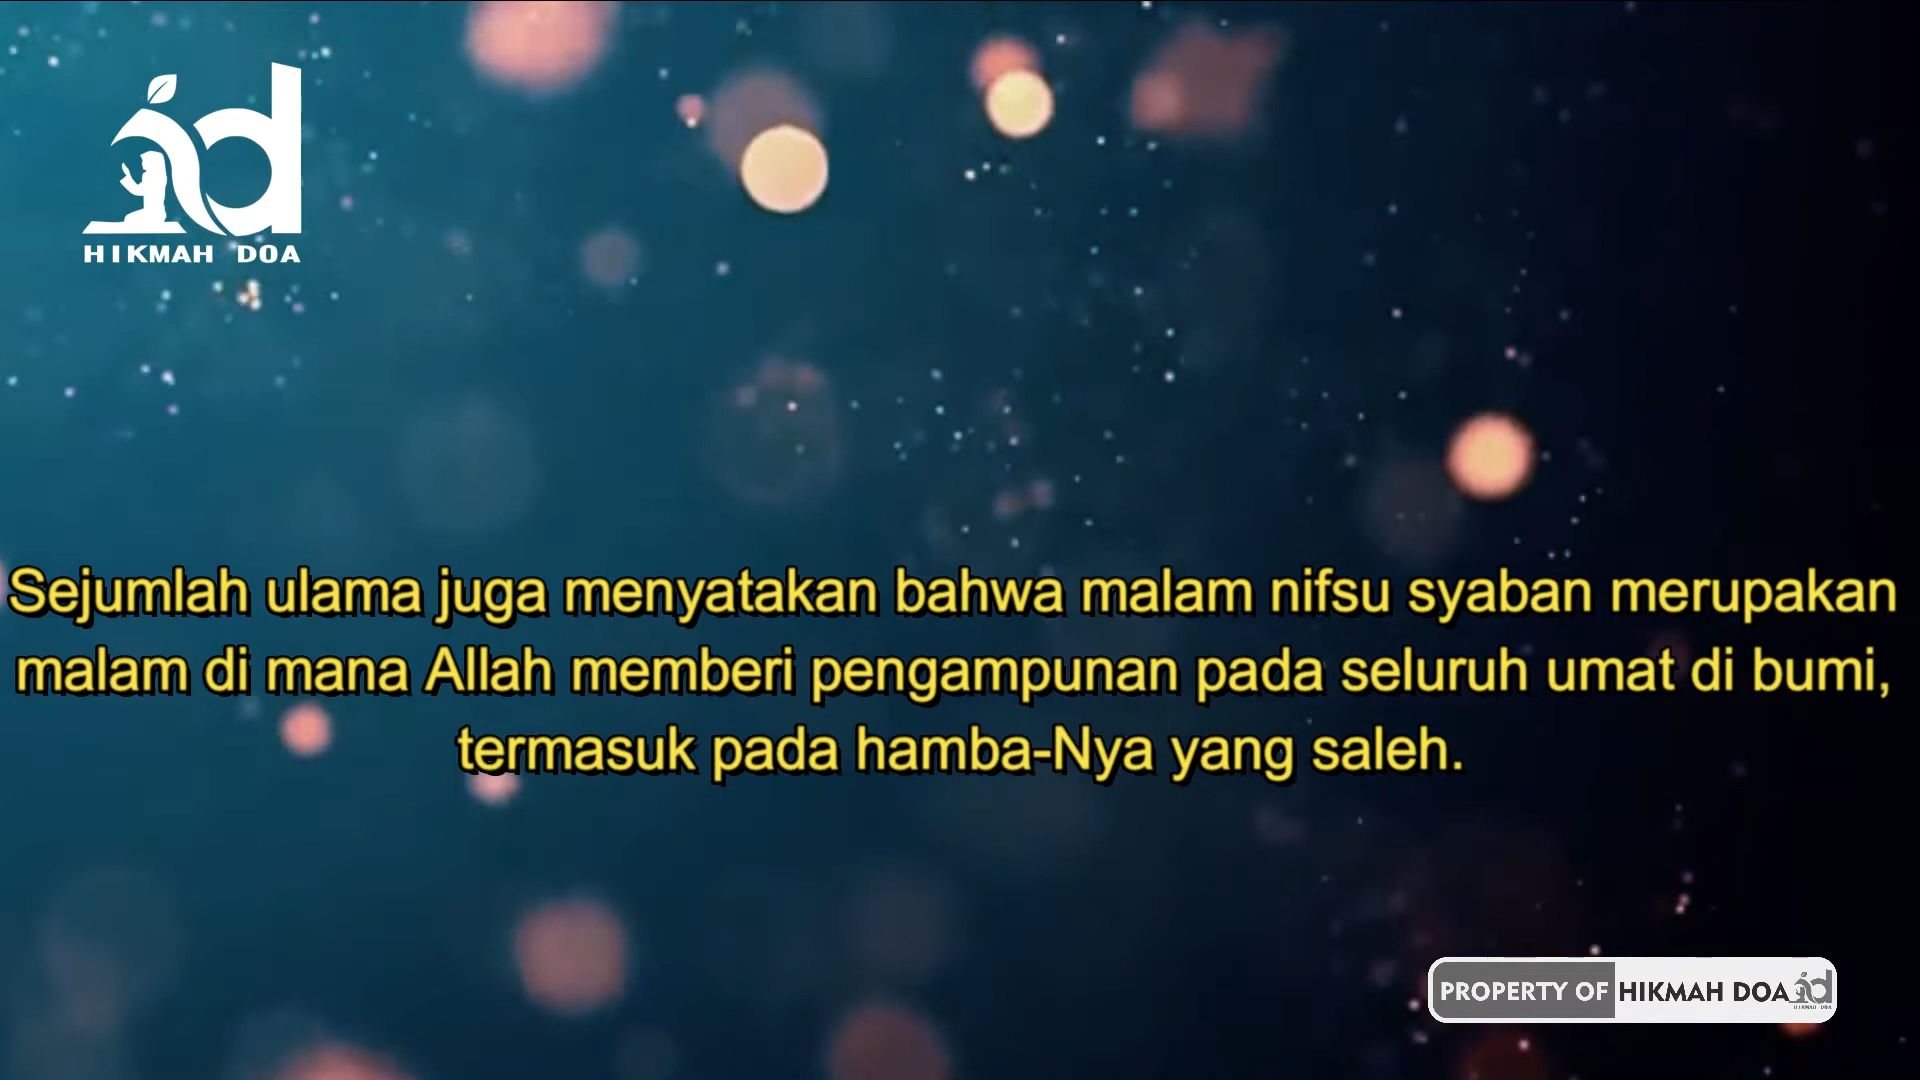 HIKMAH DOA
Sejumlah ulama juga menyatakan bahwa malam nifsu syaban merupakan
malam di mana Allah memberi pengampunan pada seluruh umat di bumi,
termasuk pada hamba-Nya yang saleh.
PROPERTY OF HIKMAH DOA